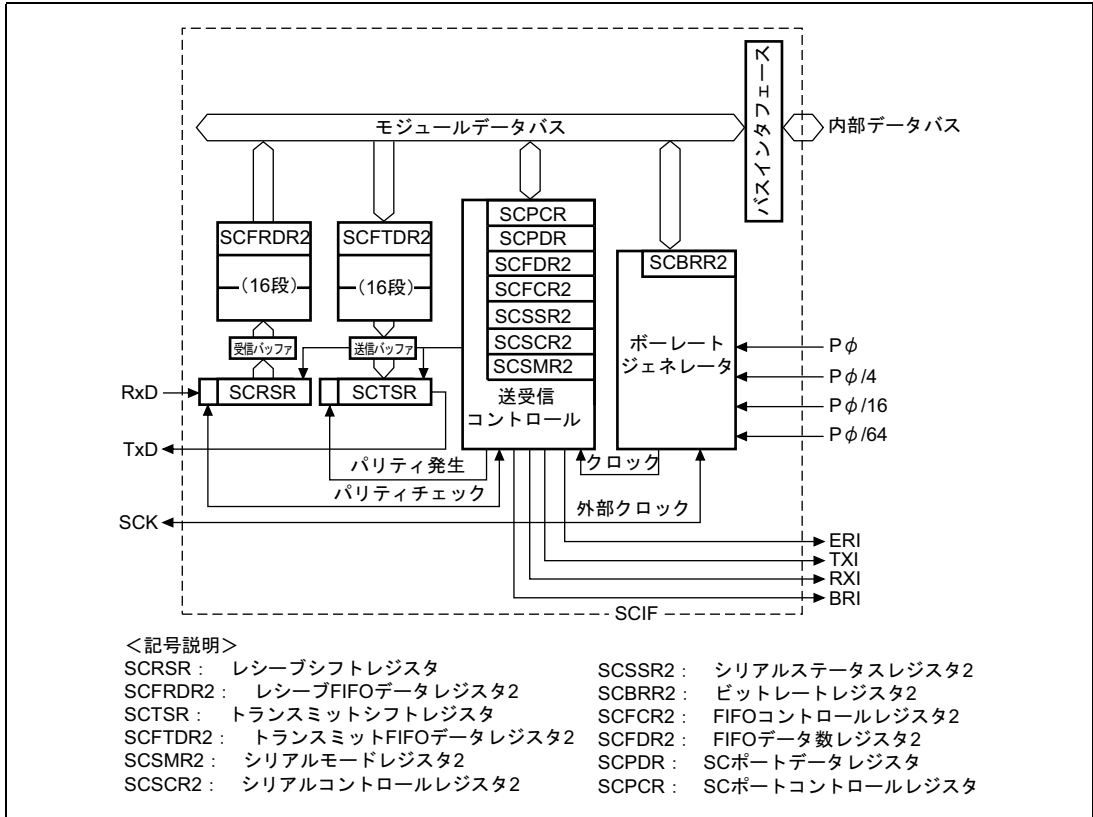 バスインタフェース
モジュールデータバス
内部データバス
SCFRDR2
(16段)
SCFTDR2
(16段)
SCPCR
SCPDR
SCFDR2
SCFCR2
SCSSR2
SCSCR2
SCSMR2
送受信
コントロール
SCBRR2
ボーレート
ジェネレータ
Pφ
Pφ/4
Pφ/16
Pφ/64
受信バッファ
送信バッファ
RxD
SCRSR
SCTSR
TxD
パリティ発生
パリティチェック
クロック
外部クロック
SCK
ERI
TXI
RXI
BRI
SCIF
＜記号説明＞
SCRSR： レシーブシフトレジスタ
SCFRDR2： レシーブFIFOデータレジスタ2
SCTSR： トランスミットシフトレジスタ
SCFTDR2： トランスミットFIFOデータレジスタ2
SCSMR2： シリアルモードレジスタ2
SCSCR2： シリアルコントロールレジスタ2
SCSSR2： シリアルステータスレジスタ2
SCBRR2： ビットレートレジスタ2
SCFCR2： FIFOコントロールレジスタ2
SCFDR2： FIFOデータ数レジスタ2
SCPDR： SCポートデータレジスタ
SCPCR： SCポートコントロールレジスタ